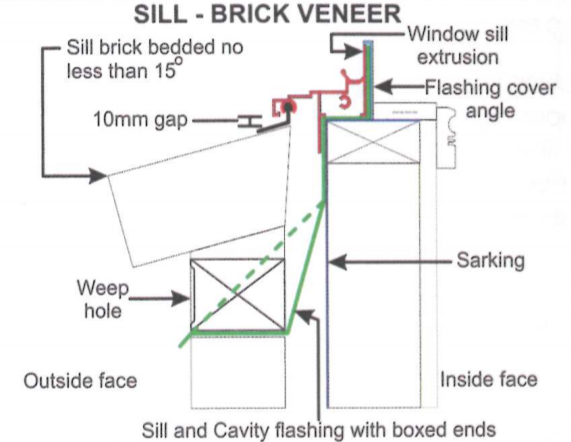 SILL - BRICK VENEER
Sill brick bedded no
less than 15°
Window sill
extrusion
Flashing cover
angle
10mm gap
Sarking
Weep
hole
Outside face
Inside face
Sill and Cavity flashing with boxed ends